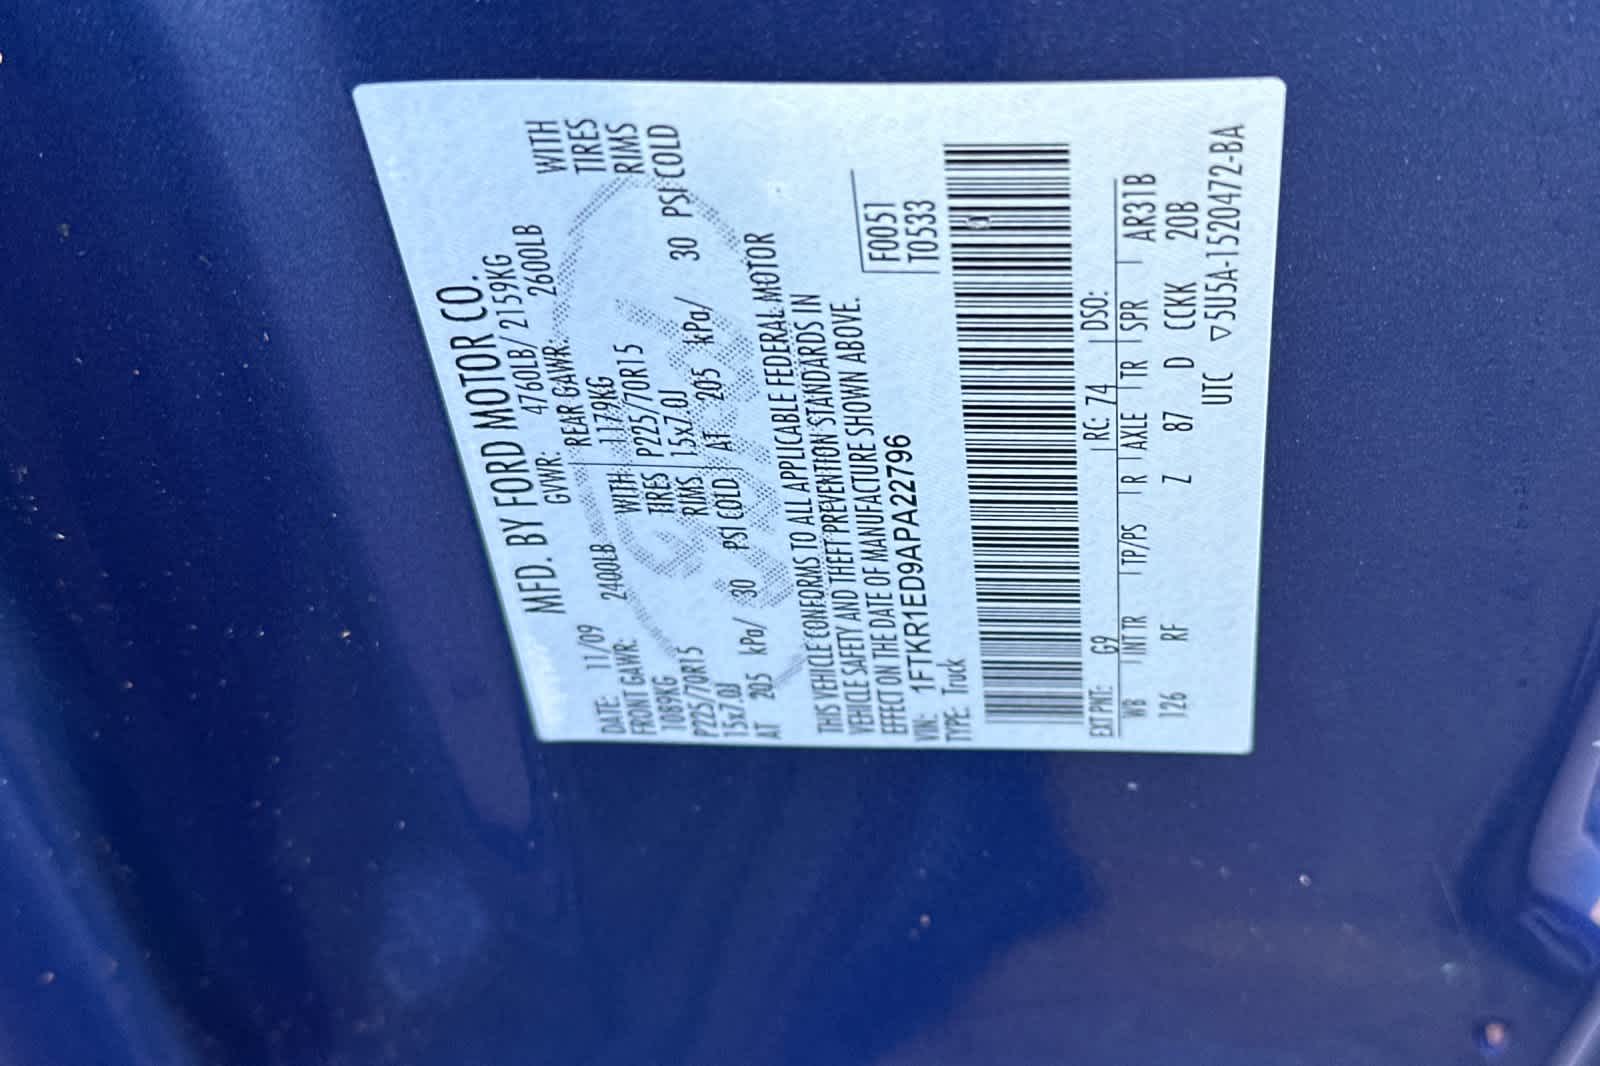 MFD. BY FORD MOTOR CO.
DATE: 11/09 GVWR: 4760LB/ 2159KG
FRONT GAWR: 2400LB REAR GAWR: 2600LB
1089KG WITH 1179KG WITH
P225/70R15 TIRES P225/70R15 TIRES
15x7.0J RIMS 15x7.0J RIMS
AT 205 kPa/ 30 PSI COLD AT 205 kPa/ 30 PSI COLD
THIS VEHICLE CONFORMS TO ALL APPLICABLE FEDERAL MOTOR
VEHICLE SAFETY AND THEFT PREVENTION STANDARDS IN
EFFECT ON THE DATE OF MANUFACTURE SHOWN ABOVE.
VIN: 1FTKR1ED9APA22796 F0051
TYPE: Truck T0533
EXT PNT: G9 RC: 74 DSO:
WB INT TR TP/PS R AXLE TR SPR AR31B
126 RF Z 87 D CCKK 20B
UTC ▽5U5A-1520472-BA